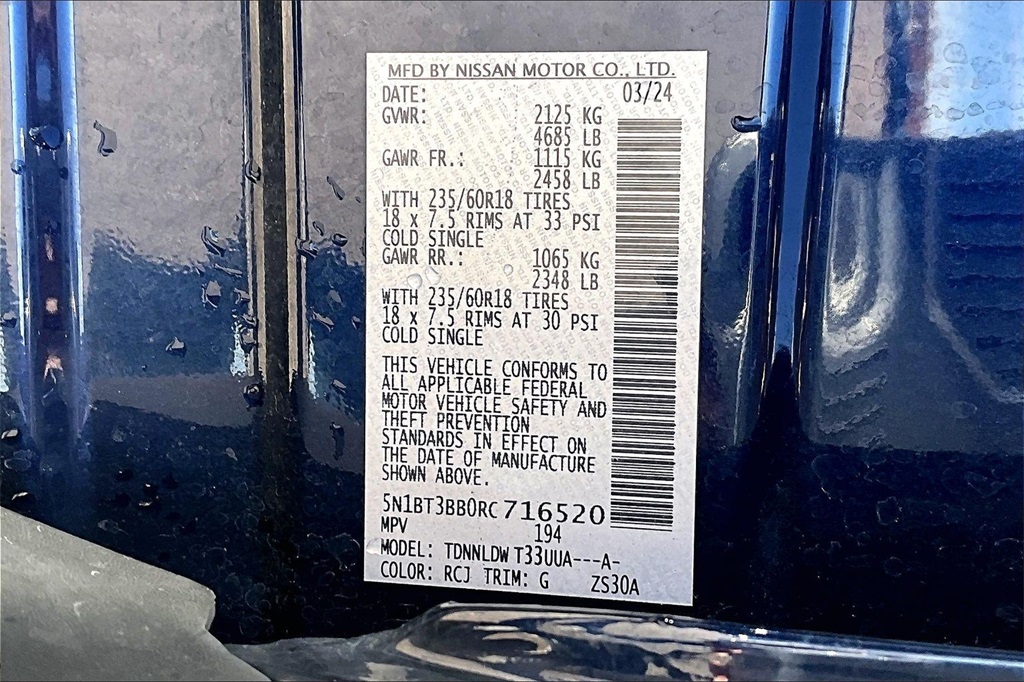 MFD BY NISSAN MOTOR CO., LTD.
DATE: 03/24
GVWR: 2125 KG
4685 LB
GAWR FR.: 1115 KG
2458 LB
WITH 235/60R18 TIRES
18 x 7.5 RIMS AT 33 PSI
COLD SINGLE
GAWR RR.: 1065 KG
2348 LB
WITH 235/60R18 TIRES
18 x 7.5 RIMS AT 30 PSI
COLD SINGLE
THIS VEHICLE CONFORMS TO
ALL APPLICABLE FEDERAL
MOTOR VEHICLE SAFETY AND
THEFT PREVENTION
STANDARDS IN EFFECT ON
THE DATE OF MANUFACTURE
SHOWN ABOVE.
5N1BT3BB0RC716520
MPV 194
MODEL: TDNNLDW T33UUA---A-
COLOR: RCJ TRIM: G ZS30A